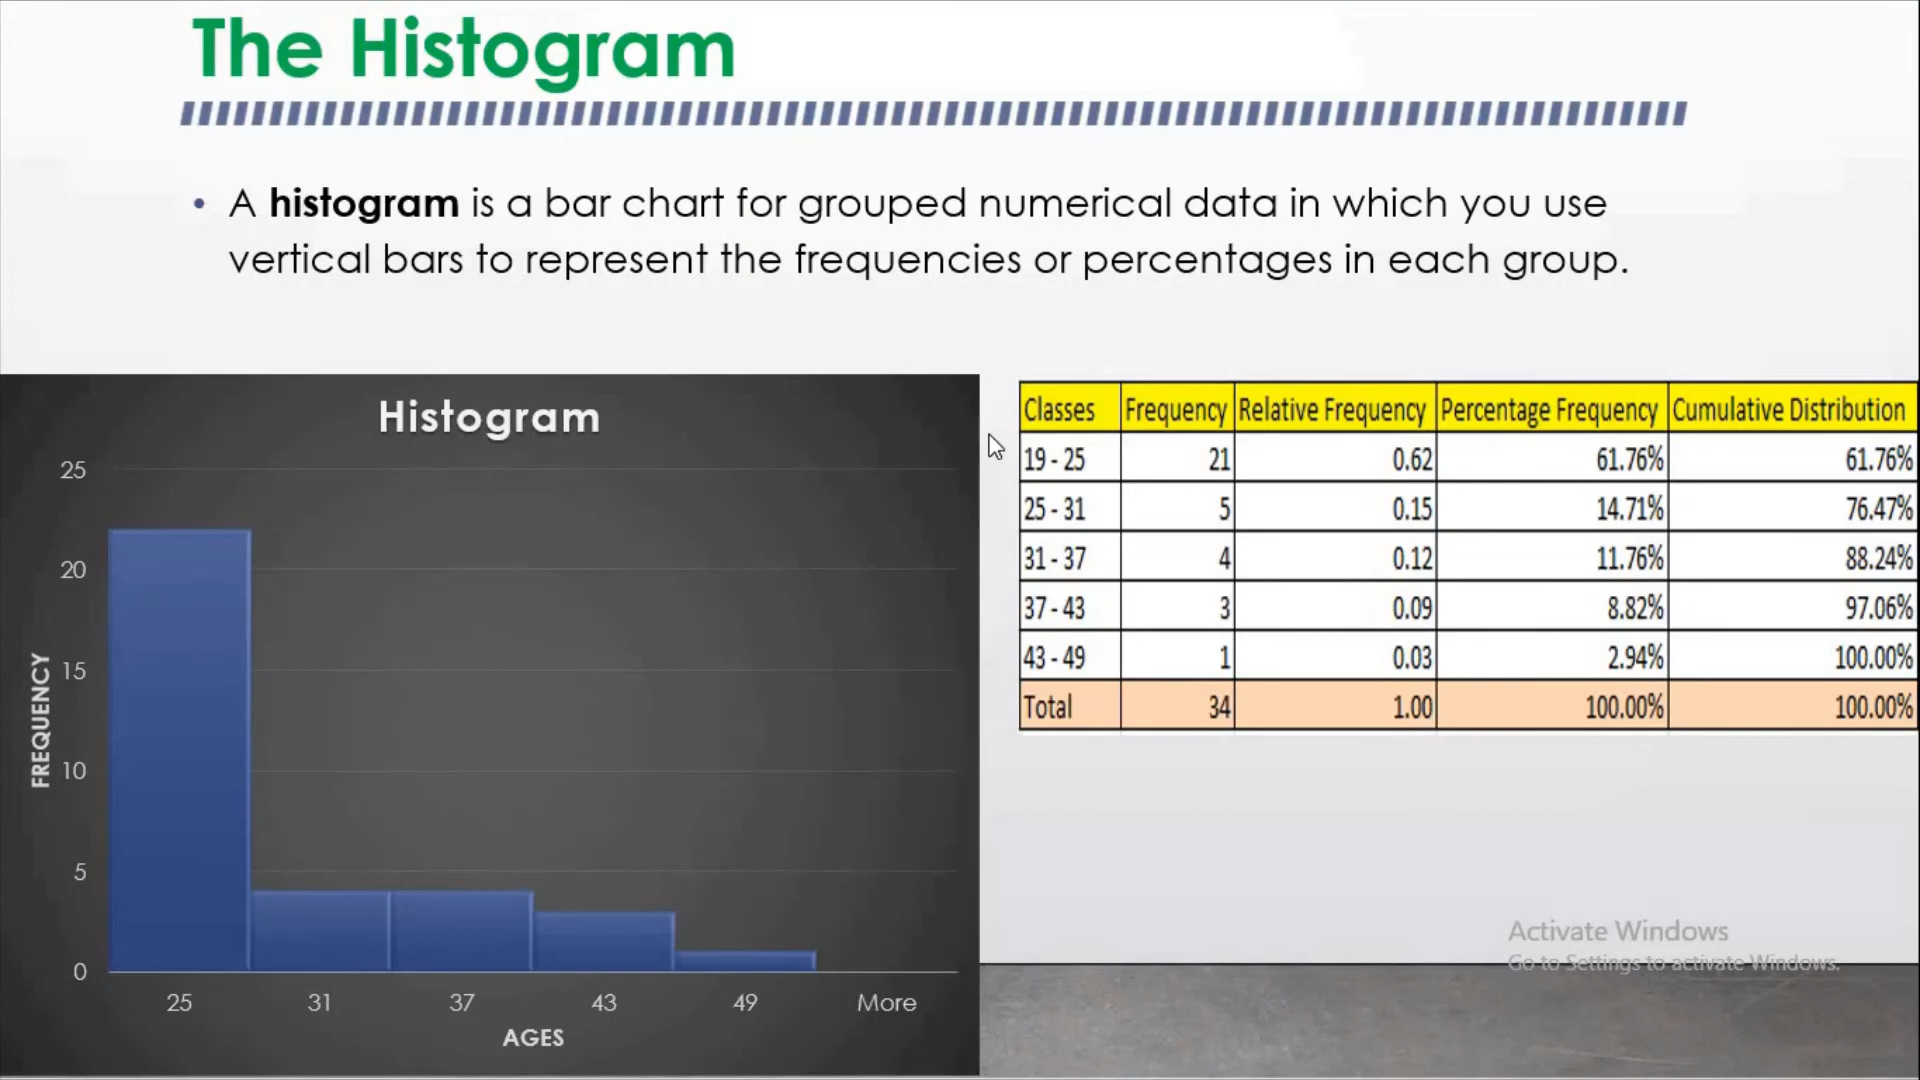 The Histogram
• A histogram is a bar chart for grouped numerical data in which you use
vertical bars to represent the frequencies or percentages in each group.
Histogram
25
20
15
10
5
0
FREQUENCY
25 31 37 43 49 More
AGES
Classes Frequency Relative Frequency Percentage Frequency Cumulative Distribution
19 - 25 21 0.62 61.76% 61.76%
25 - 31 5 0.15 14.71% 76.47%
31 - 37 4 0.12 11.76% 88.24%
37 - 43 3 0.09 8.82% 97.06%
43 - 49 1 0.03 2.94% 100.00%
Total 34 1.00 100.00% 100.00%
Activate Windows
Go to Settings to activate Windows.